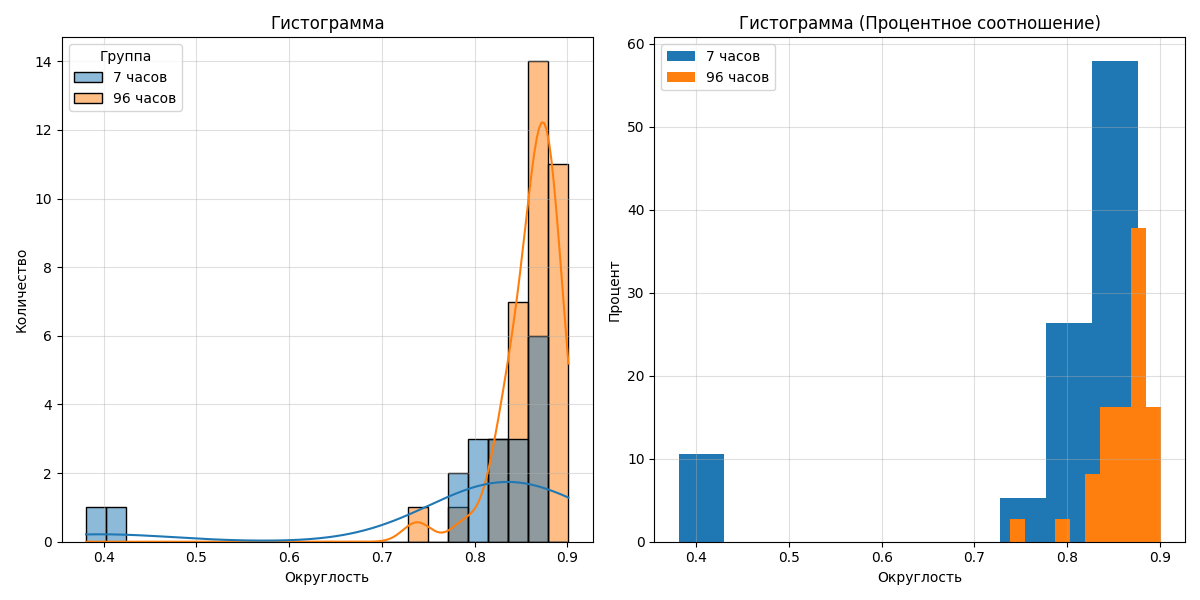 Гистограмма
Группа
7 часов
96 часов
14
12
10
8
6
4
2
0
Количество
0.4 0.5 0.6 0.7 0.8 0.9
Округлость
Гистограмма (Процентное соотношение)
7 часов
96 часов
60
50
40
30
20
10
0
Процент
0.4 0.5 0.6 0.7 0.8 0.9
Округлость